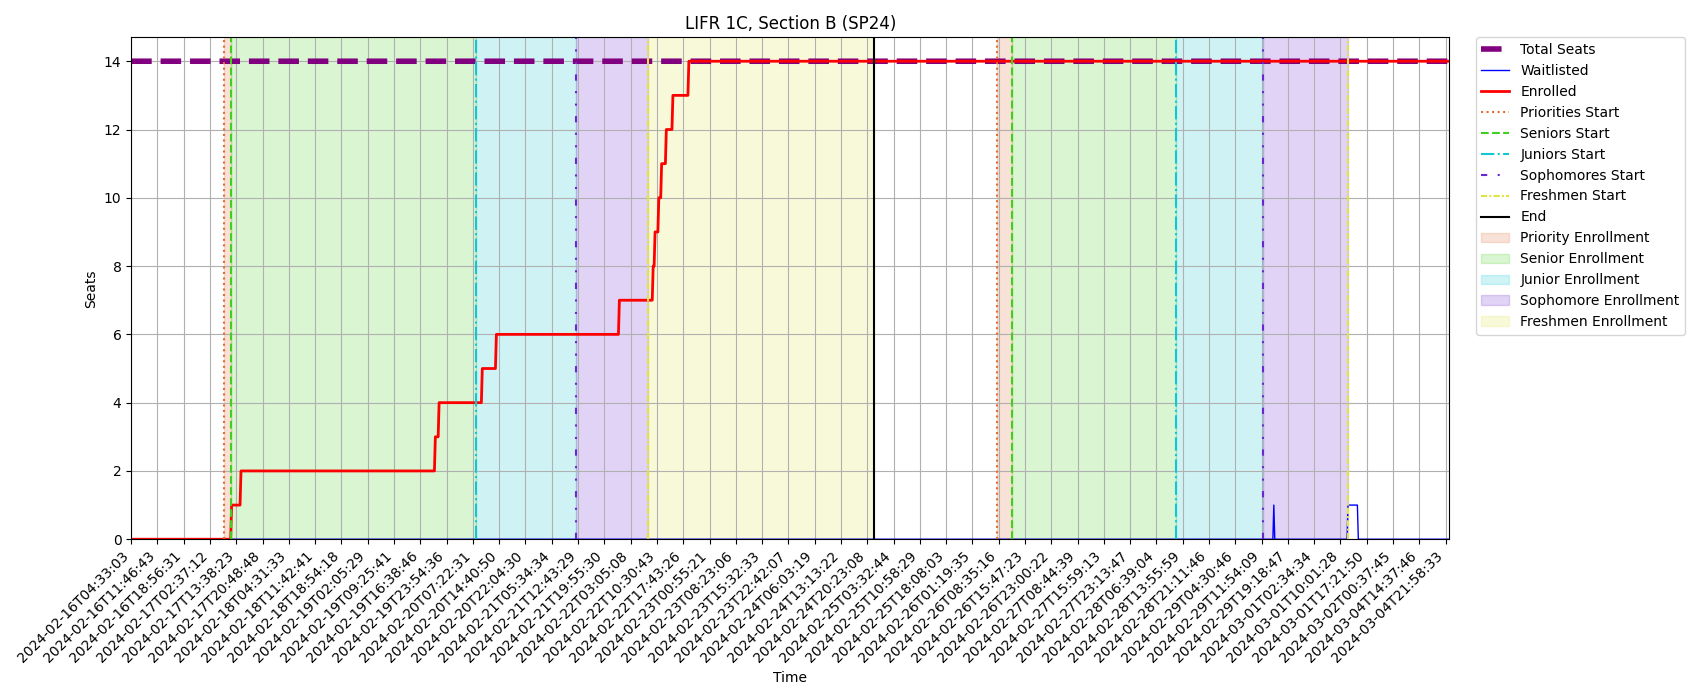 LIFR 1C, Section B (SP24)
Seats
14
12
10
8
6
4
2
0
2024-02-16T04:33:03
2024-02-16T11:46:43
2024-02-16T18:56:31
2024-02-17T02:37:12
2024-02-17T13:38:23
2024-02-17T20:48:48
2024-02-18T04:31:33
2024-02-18T11:42:41
2024-02-18T18:54:18
2024-02-19T02:05:29
2024-02-19T09:25:41
2024-02-19T16:38:46
2024-02-19T23:54:36
2024-02-20T07:22:31
2024-02-20T14:40:50
2024-02-20T22:04:30
2024-02-21T05:34:34
2024-02-21T12:43:29
2024-02-21T19:55:30
2024-02-22T03:05:08
2024-02-22T10:30:43
2024-02-22T17:43:26
2024-02-23T00:55:21
2024-02-23T08:23:06
2024-02-23T15:32:33
2024-02-23T22:42:07
2024-02-24T06:03:19
2024-02-24T13:13:22
2024-02-24T20:23:08
2024-02-25T03:32:44
2024-02-25T10:58:29
2024-02-25T18:08:03
2024-02-26T01:19:35
2024-02-26T08:35:16
2024-02-26T15:47:23
2024-02-26T23:00:22
2024-02-27T08:44:39
2024-02-27T15:59:13
2024-02-27T23:13:47
2024-02-28T06:39:04
2024-02-28T13:55:59
2024-02-28T21:11:46
2024-02-29T04:30:46
2024-02-29T11:54:09
2024-02-29T19:18:47
2024-03-01T02:34:34
2024-03-01T10:01:28
2024-03-01T17:21:50
2024-03-02T00:37:45
2024-03-04T14:37:46
2024-03-04T21:58:33
Time
Total Seats
Waitlisted
Enrolled
Priorities Start
Seniors Start
Juniors Start
Sophomores Start
Freshmen Start
End
Priority Enrollment
Senior Enrollment
Junior Enrollment
Sophomore Enrollment
Freshmen Enrollment